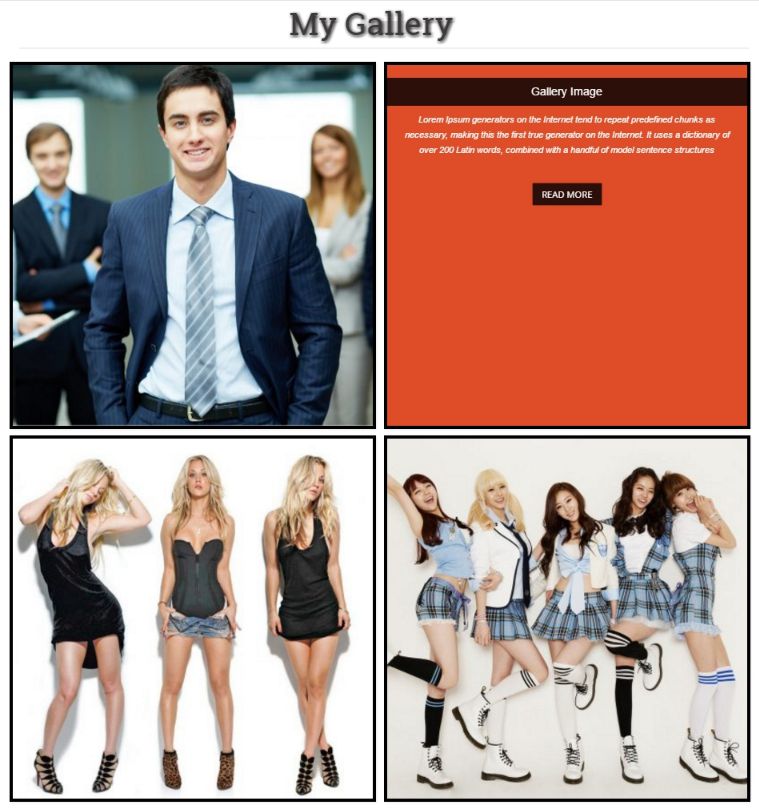 My Gallery
Gallery Image
Lorem Ipsum generators on the Internet tend to repeat predefined chunks as
necessary, making this the first true generator on the Internet. It uses a dictionary of
over 200 Latin words, combined with a handful of model sentence structures
READ MORE